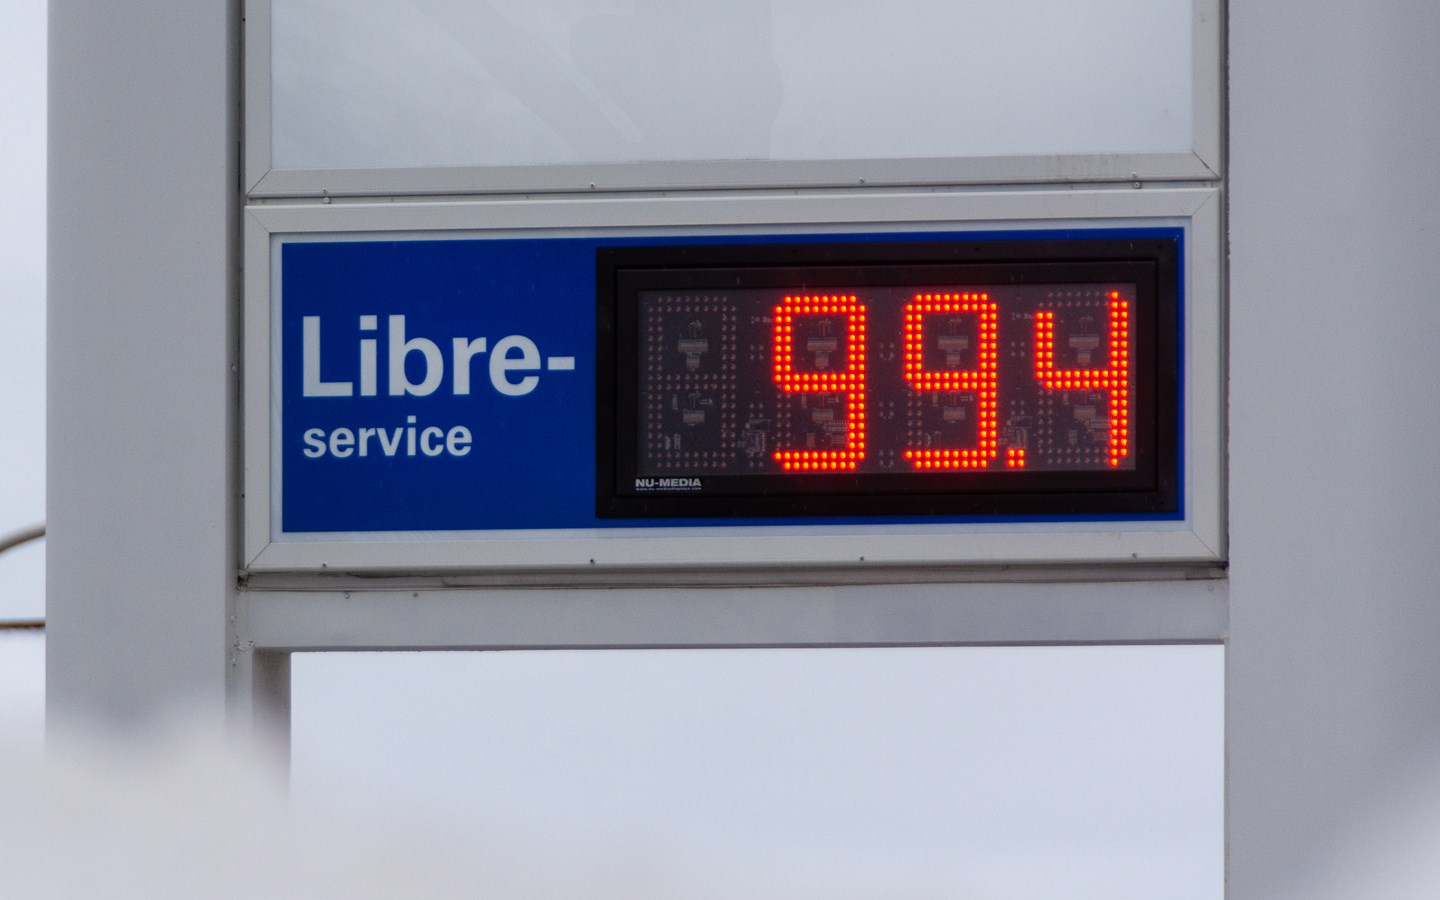 Libre-
service
99.4
NU-MEDIA